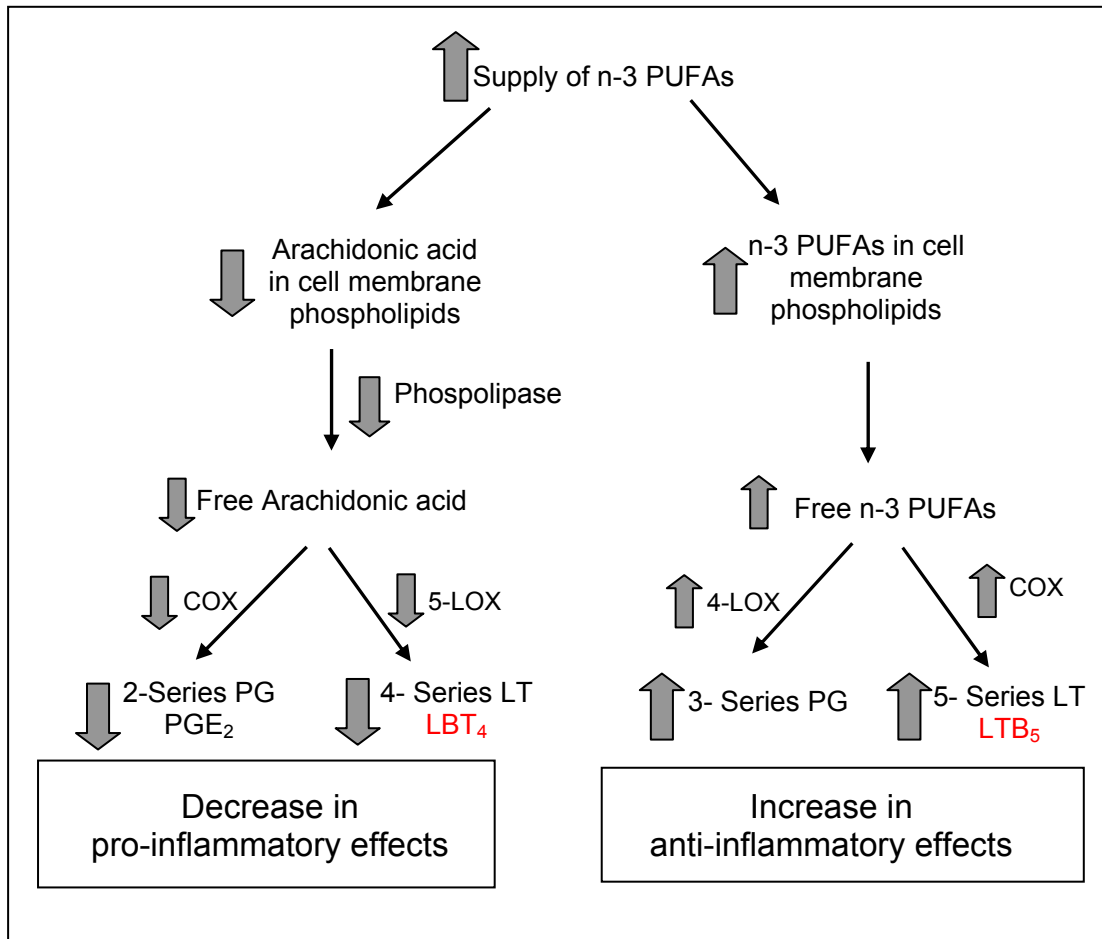 Supply of n-3 PUFAs
Arachidonic acid
in cell membrane
phospholipids
n-3 PUFAs in cell
membrane
phospholipids
Phospolipase
Free Arachidonic acid
Free n-3 PUFAs
COX
5-LOX
4-LOX
COX
2-Series PG
PGE₂
4- Series LT
LBT₄
3- Series PG
5- Series LT
LTB₅
Decrease in
pro-inflammatory effects
Increase in
anti-inflammatory effects